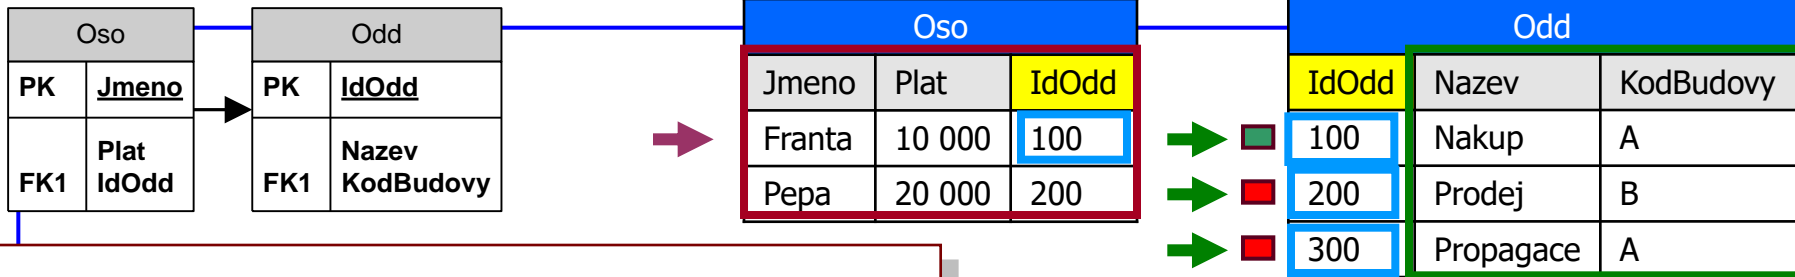 Oso
PK Jmeno
Plat
FK1 IdOdd
Odd
PK IdOdd
Nazev
FK1 KodBudovy
Oso
Jmeno Plat IdOdd
Franta 10 000 100
Pepa 20 000 200
Odd
IdOdd Nazev KodBudovy
100 Nakup A
200 Prodej B
300 Propagace A